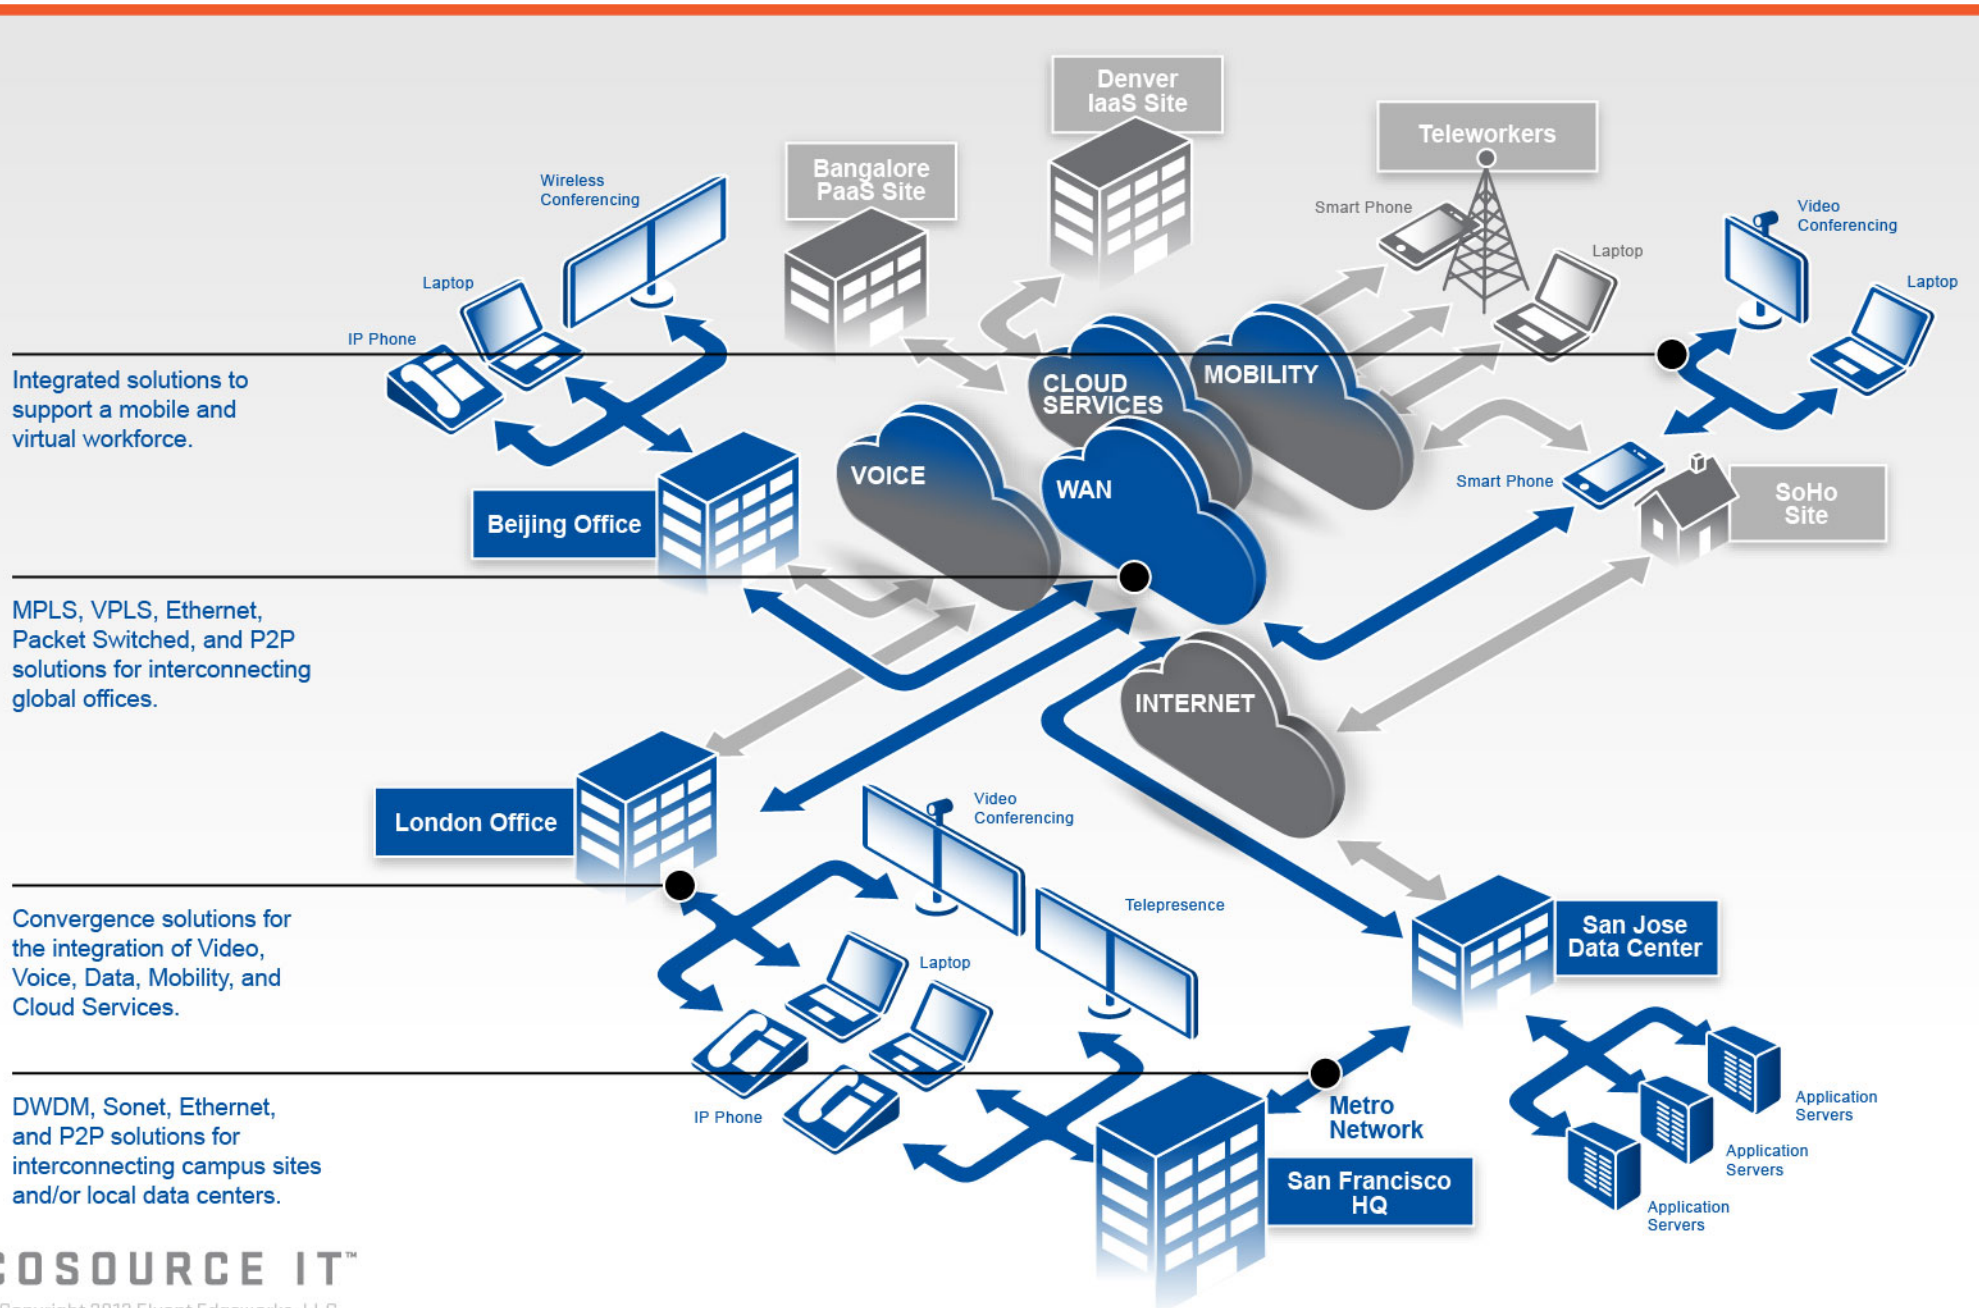 Denver
IaaS Site
Teleworkers
Bangalore
PaaS Site
Wireless
Conferencing
Smart Phone
Video
Conferencing
Laptop
Laptop
Laptop
IP Phone
Integrated solutions to
support a mobile and
virtual workforce.
CLOUD
SERVICES
MOBILITY
VOICE
WAN
Smart Phone
SoHo
Site
Beijing Office
MPLS, VPLS, Ethernet,
Packet Switched, and P2P
solutions for interconnecting
global offices.
INTERNET
London Office
Video
Conferencing
Telepresence
San Jose
Data Center
Convergence solutions for
the integration of Video,
Voice, Data, Mobility, and
Cloud Services.
Laptop
IP Phone
Metro
Network
Application
Servers
Application
Servers
Application
Servers
DWDM, Sonet, Ethernet,
and P2P solutions for
interconnecting campus sites
and/or local data centers.
San Francisco
HQ
COSOURCE IT™